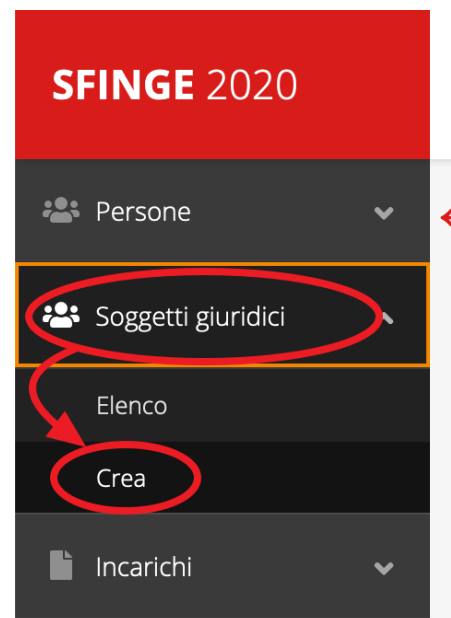 SFINGE 2020
Persone
Soggetti giuridici
Elenco
Crea
Incarichi